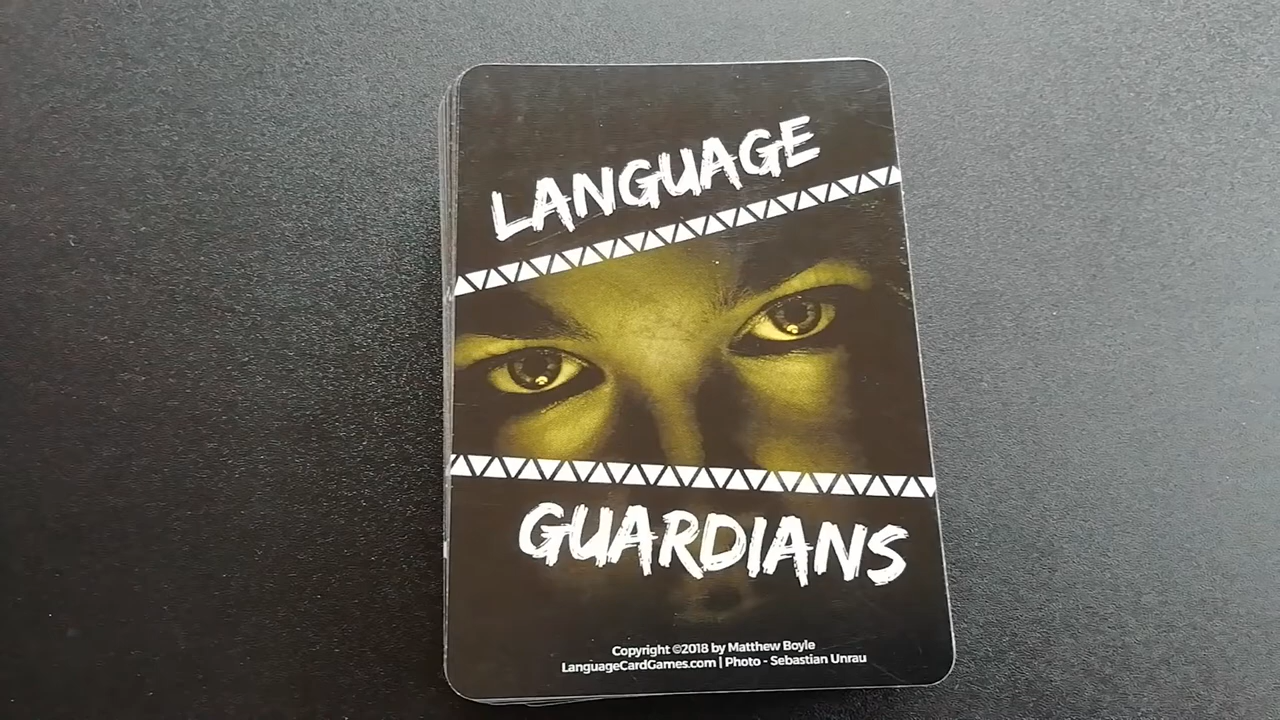 LANGUAGE
GUARDIANS
Copyright ©2018 by Matthew Boyle
LanguageCardGames.com | Photo - Sebastian Unrau